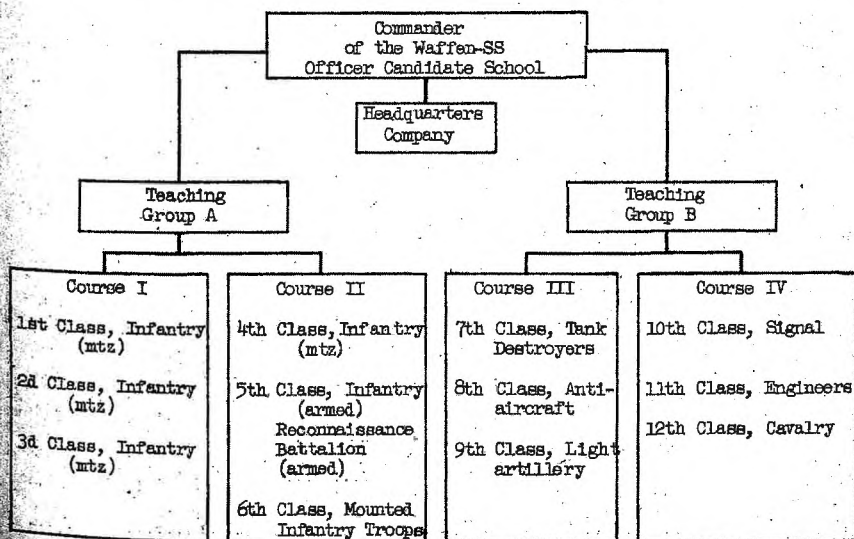 Commander
of the Waffen-SS
Officer Candidate School
Headquarters
Company
Teaching
Group A
Teaching
Group B
Course I
1st Class, Infantry
(mtz)
2d Class, Infantry
(mtz)
3d Class, Infantry
(mtz)
Course II
4th Class, Infantry
(mtz)
5th Class, Infantry
(armed)
Reconnaissance
Battalion
(armed)
6th Class, Mounted
Infantry Troops
Course III
7th Class, Tank
Destroyers
8th Class, Anti-
aircraft
9th Class, Light
artillery
Course IV
10th Class, Signal
11th Class, Engineers
12th Class, Cavalry